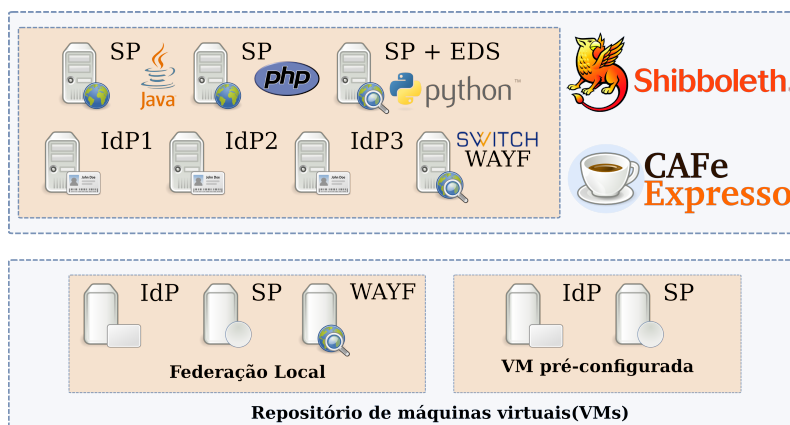 SP
Java
SP
php
SP + EDS
python™
Shibboleth.
IdP1
IdP2
IdP3
SWITCH
WAYF
CAFe
Expresso
IdP
SP
WAYF
Federação Local
IdP
SP
VM pré-configurada
Repositório de máquinas virtuais(VMs)